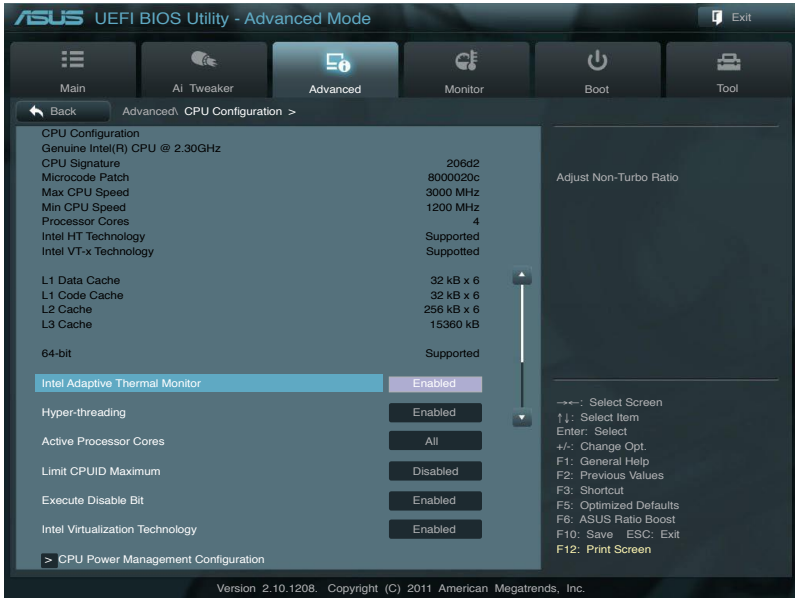 ASUS UEFI BIOS Utility - Advanced Mode
Exit
Main
Ai Tweaker
Advanced
Monitor
Boot
Tool
Back
Advanced\ CPU Configuration >
CPU Configuration
Genuine Intel(R) CPU @ 2.30GHz
CPU Signature 206d2
Microcode Patch 8000020c
Max CPU Speed 3000 MHz
Min CPU Speed 1200 MHz
Processor Cores 4
Intel HT Technology Supported
Intel VT-x Technology Suppotted
L1 Data Cache 32 kB x 6
L1 Code Cache 32 kB x 6
L2 Cache 256 kB x 6
L3 Cache 15360 kB
64-bit Supported
Intel Adaptive Thermal Monitor Enabled
Hyper-threading Enabled
Active Processor Cores All
Limit CPUID Maximum Disabled
Execute Disable Bit Enabled
Intel Virtualization Technology Enabled
> CPU Power Management Configuration
Adjust Non-Turbo Ratio
→←: Select Screen
↑↓: Select Item
Enter: Select
+/-: Change Opt.
F1: General Help
F2: Previous Values
F3: Shortcut
F5: Optimized Defaults
F6: ASUS Ratio Boost
F10: Save ESC: Exit
F12: Print Screen
Version 2.10.1208. Copyright (C) 2011 American Megatrends, Inc.